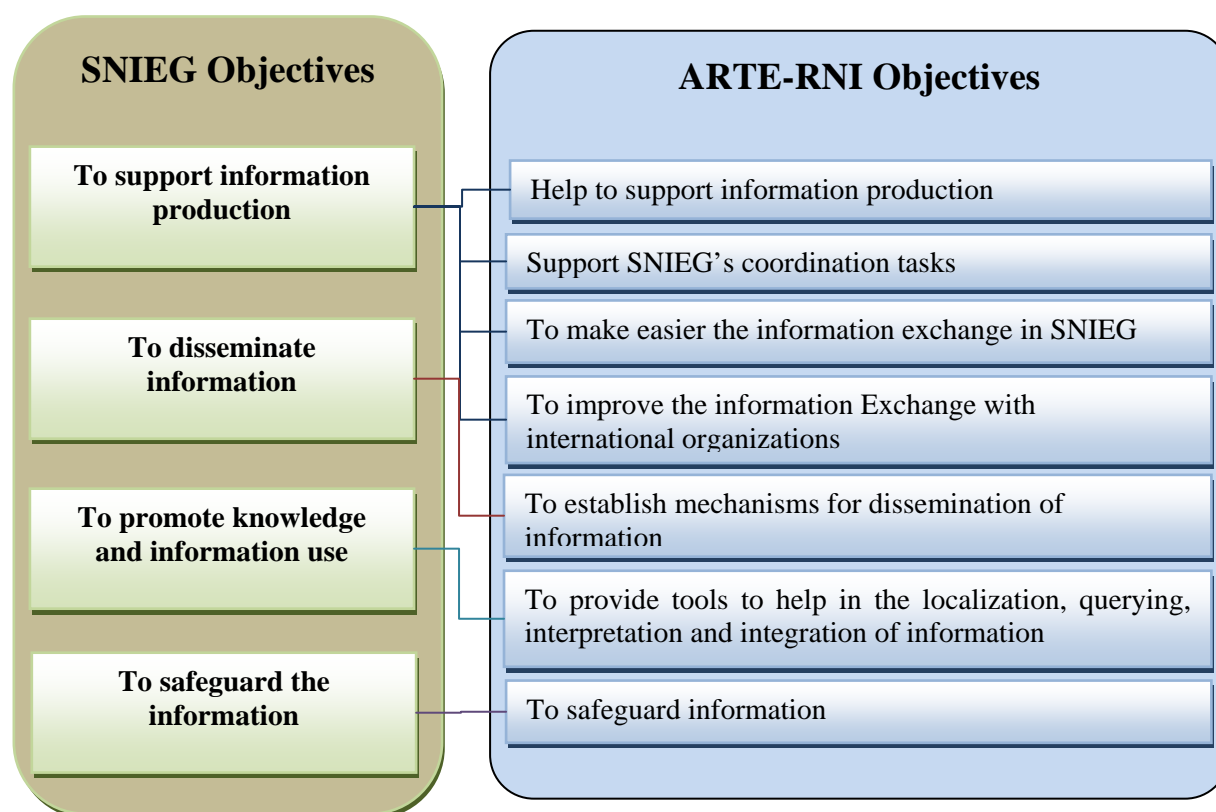 SNIEG Objectives
To support information
production
To disseminate
information
To promote knowledge
and information use
To safeguard the
information
ARTE-RNI Objectives
Help to support information production
Support SNIEG’s coordination tasks
To make easier the information exchange in SNIEG
To improve the information Exchange with
international organizations
To establish mechanisms for dissemination of
information
To provide tools to help in the localization, querying,
interpretation and integration of information
To safeguard information